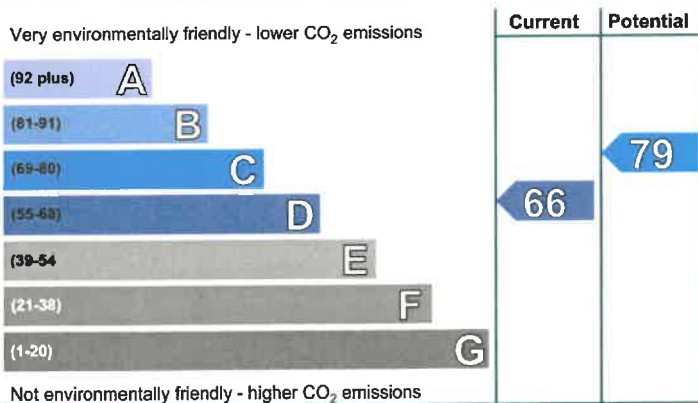 Current Potential
Very environmentally friendly - lower CO₂ emissions
(92 plus) A
(81-91) B
(69-80) C
79
(55-68) D
66
(39-54 E
(21-38) F
(1-20) G
Not environmentally friendly - higher CO₂ emissions